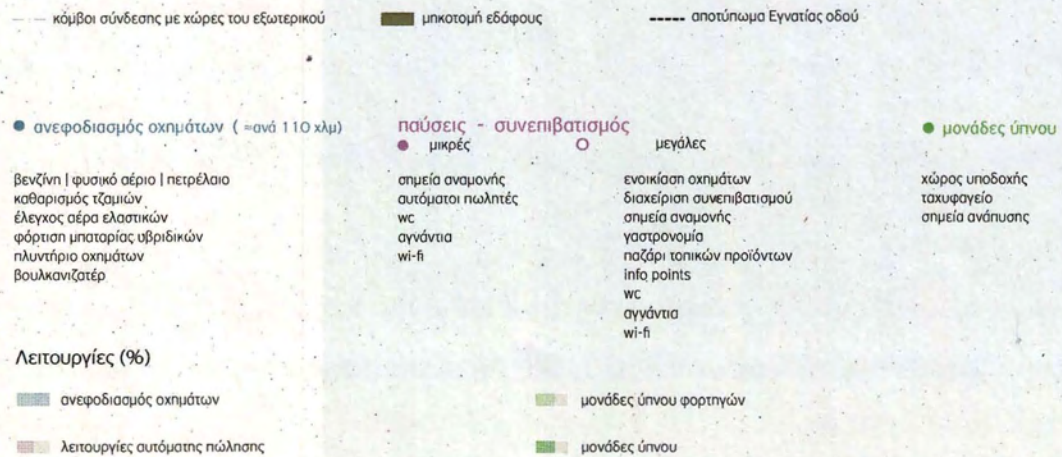 κόμβοι σύνδεσης με χώρες του εξωτερικού
μηκοτομή εδάφους
αποτύπωμα Εγνατίας οδού
ανεφοδιασμός οχημάτων ( ≈ανά 110 χλμ)
βενζίνη | φυσικό αέριο | πετρέλαιο
καθαρισμός τζαμιών
έλεγχος αέρα ελαστικών
φόρτιση μπαταρίας υβριδικών
πλυντήριο οχημάτων
βουλκανιζατέρ
παύσεις - συνεπιβατισμός
μικρές
σημεία αναμονής
αυτόματοι πωλητές
wc
αγνάντια
wi-fi
μεγάλες
ενοικίαση οχημάτων
διαχείριση συνεπιβατισμού
σημεία αναμονής
γαστρονομία
παζάρι τοπικών προϊόντων
info points
wc
αγνάντια
wi-fi
μονάδες ύπνου
χώρος υποδοχής
ταχυφαγείο
σημεία ανάπυσης
Λειτουργίες (%)
ανεφοδιασμός οχημάτων
λειτουργίες αυτόματης πώλησης
μονάδες ύπνου φορτηγών
μονάδες ύπνου